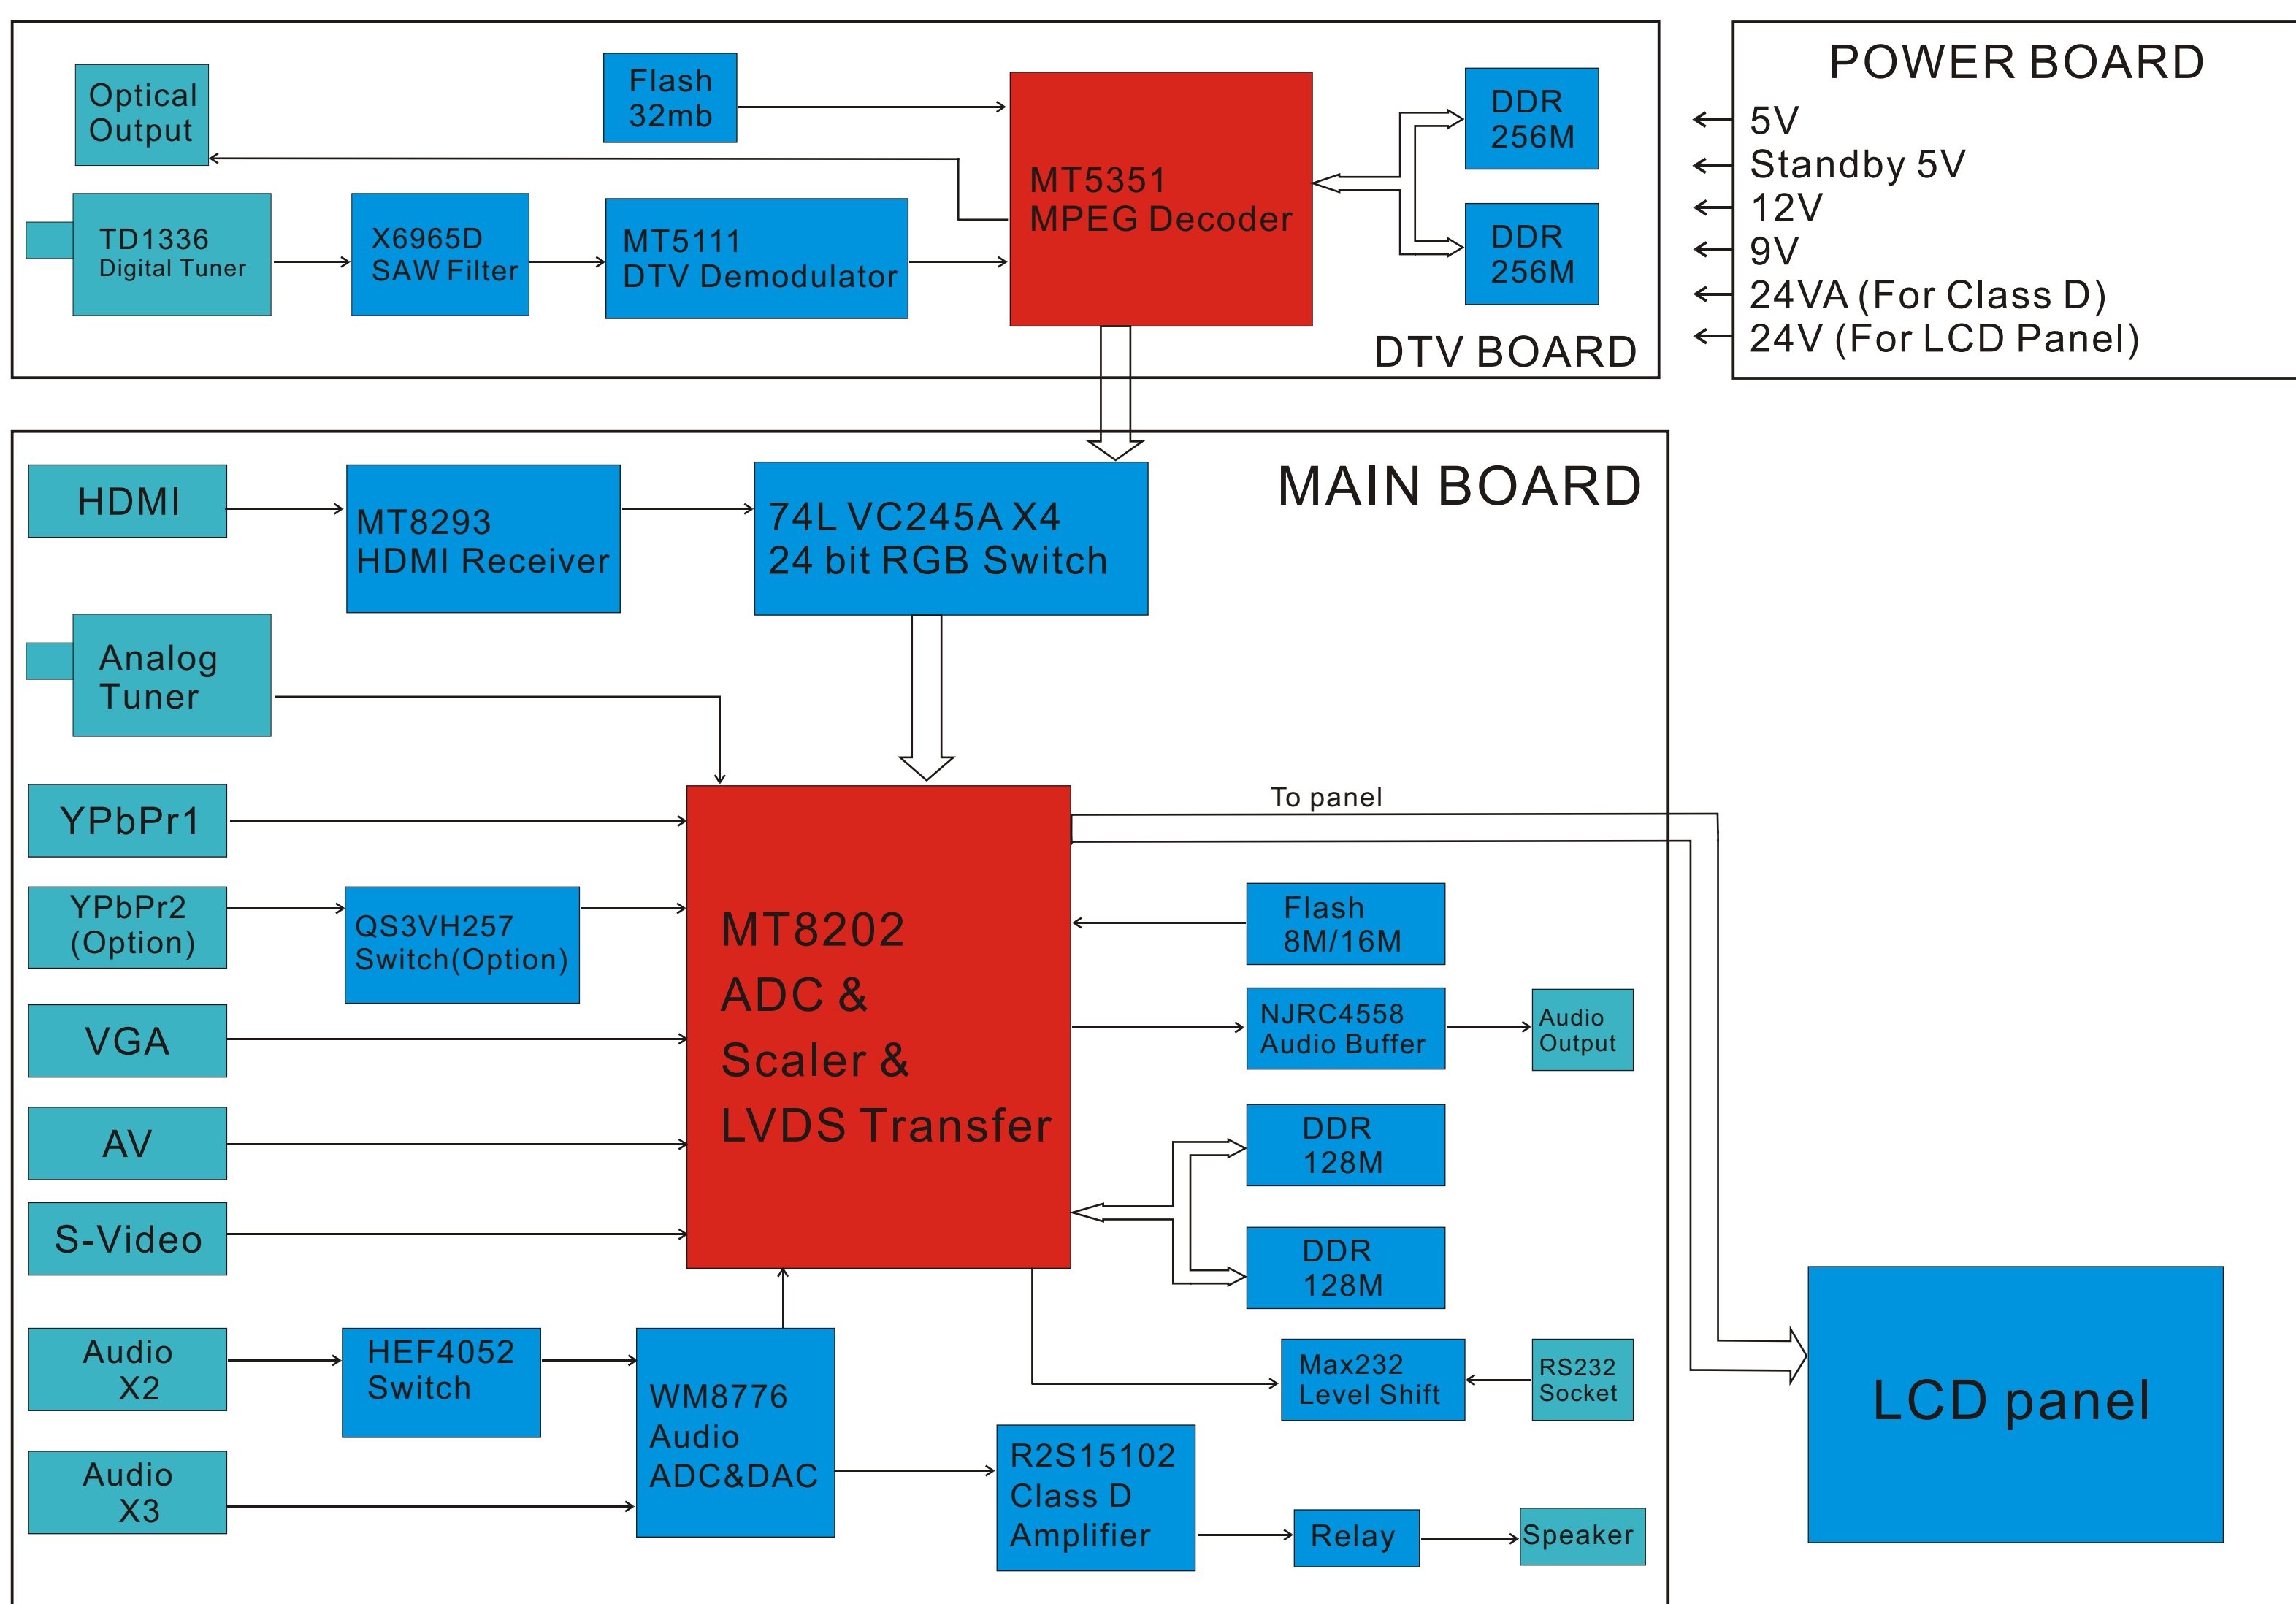 Optical
Output
Flash
32mb
MT5351
MPEG Decoder
DDR
256M
DDR
256M
TD1336
Digital Tuner
X6965D
SAW Filter
MT5111
DTV Demodulator
DTV BOARD
POWER BOARD
5V
Standby 5V
12V
9V
24VA (For Class D)
24V (For LCD Panel)
MAIN BOARD
HDMI
MT8293
HDMI Receiver
74L VC245A X4
24 bit RGB Switch
Analog
Tuner
To panel
YPbPr1
YPbPr2
(Option)
QS3VH257
Switch(Option)
VGA
AV
S-Video
MT8202
ADC &
Scaler &
LVDS Transfer
Flash
8M/16M
NJRC4558
Audio Buffer
Audio
Output
DDR
128M
DDR
128M
Audio
X2
HEF4052
Switch
Audio
X3
WM8776
Audio
ADC&DAC
Max232
Level Shift
RS232
Socket
R2S15102
Class D
Amplifier
Relay
Speaker
LCD panel